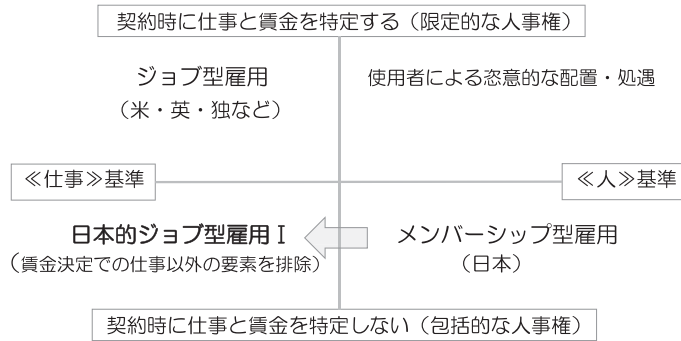 契約時に仕事と賃金を特定する（限定的な人事権）
ジョブ型雇用
（米・英・独など）
使用者による恣意的な配置・処遇
≪仕事≫基準
≪人≫基準
日本的ジョブ型雇用Ⅰ
（賃金決定での仕事以外の要素を排除）
メンバーシップ型雇用
（日本）
契約時に仕事と賃金を特定しない（包括的な人事権）